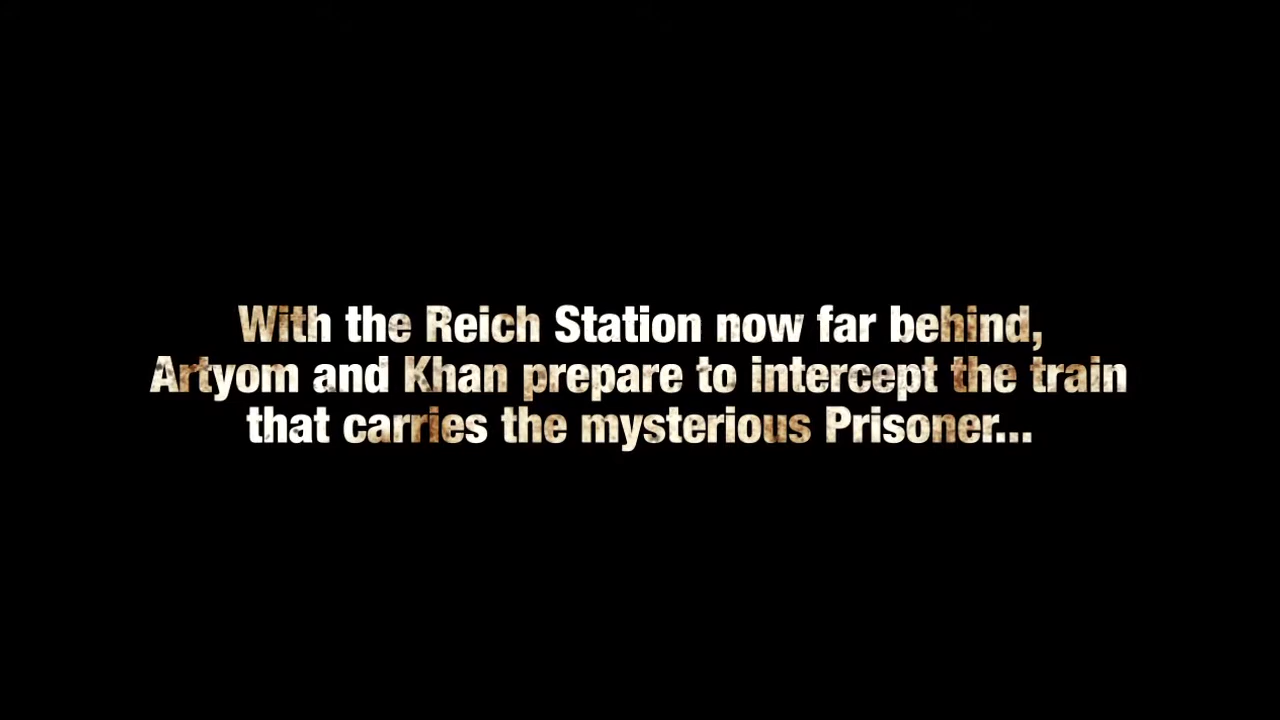 With the Reich Station now far behind,
Artyom and Khan prepare to intercept the train
that carries the mysterious Prisoner...